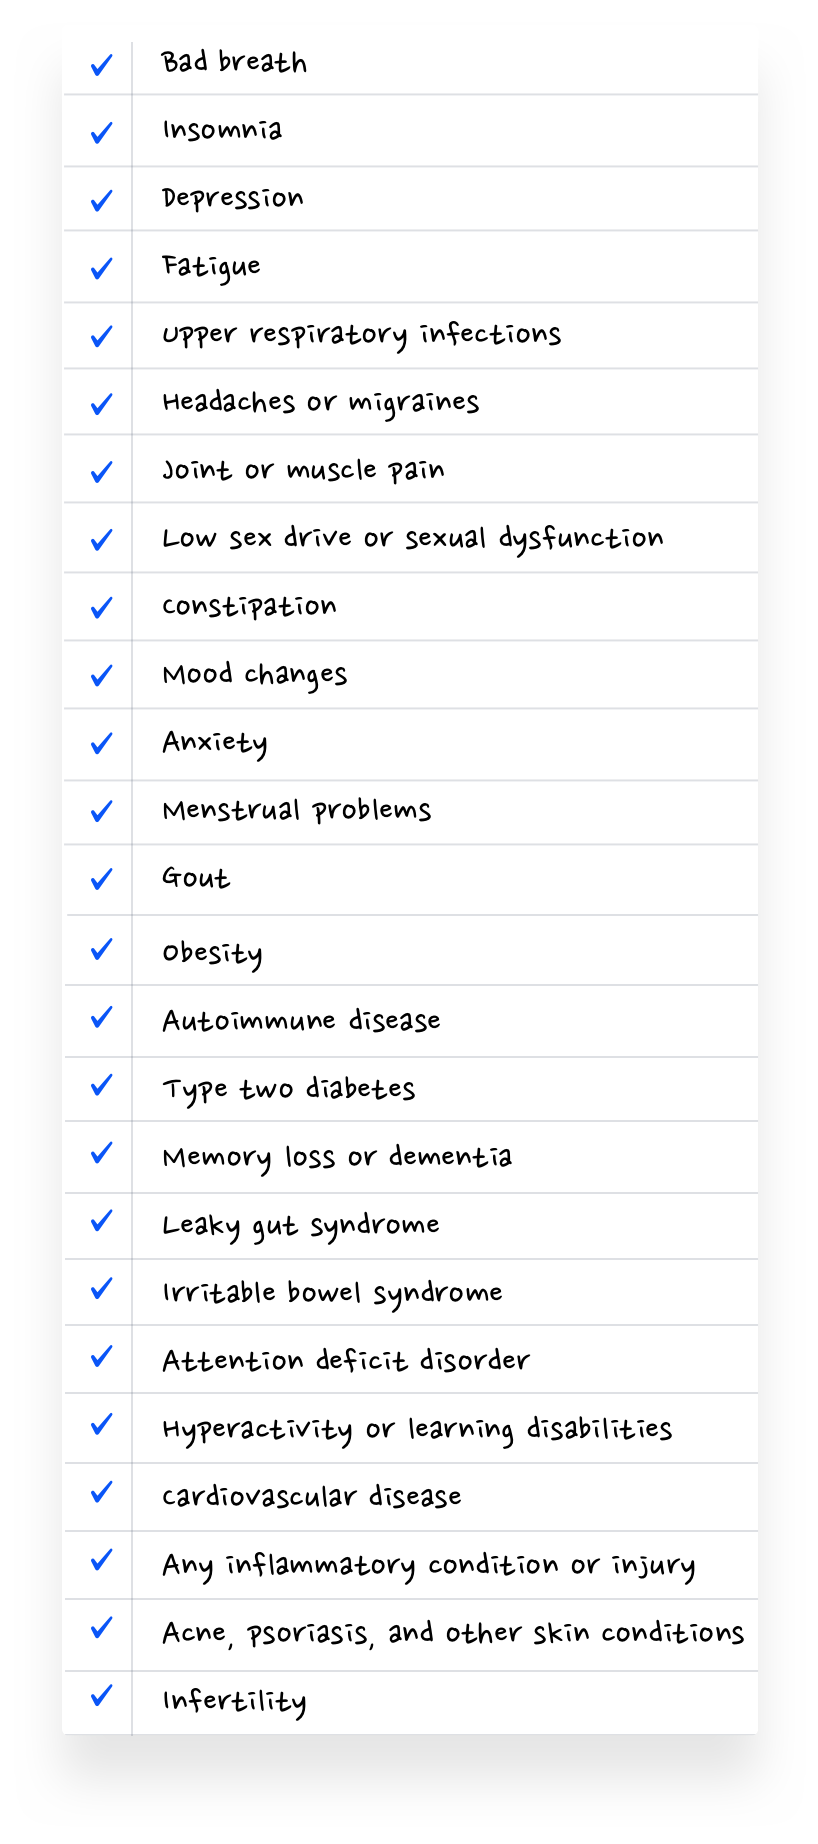 Bad breath
Insomnia
Depression
Fatigue
Upper respiratory infections
Headaches or migraines
Joint or muscle pain
Low sex drive or sexual dysfunction
Constipation
Mood changes
Anxiety
Menstrual problems
Gout
Obesity
Autoimmune disease
Type two diabetes
Memory loss or dementia
Leaky gut syndrome
Irritable bowel syndrome
Attention deficit disorder
Hyperactivity or learning disabilities
Cardiovascular disease
Any inflammatory condition or injury
Acne, psoriasis, and other skin conditions
Infertility